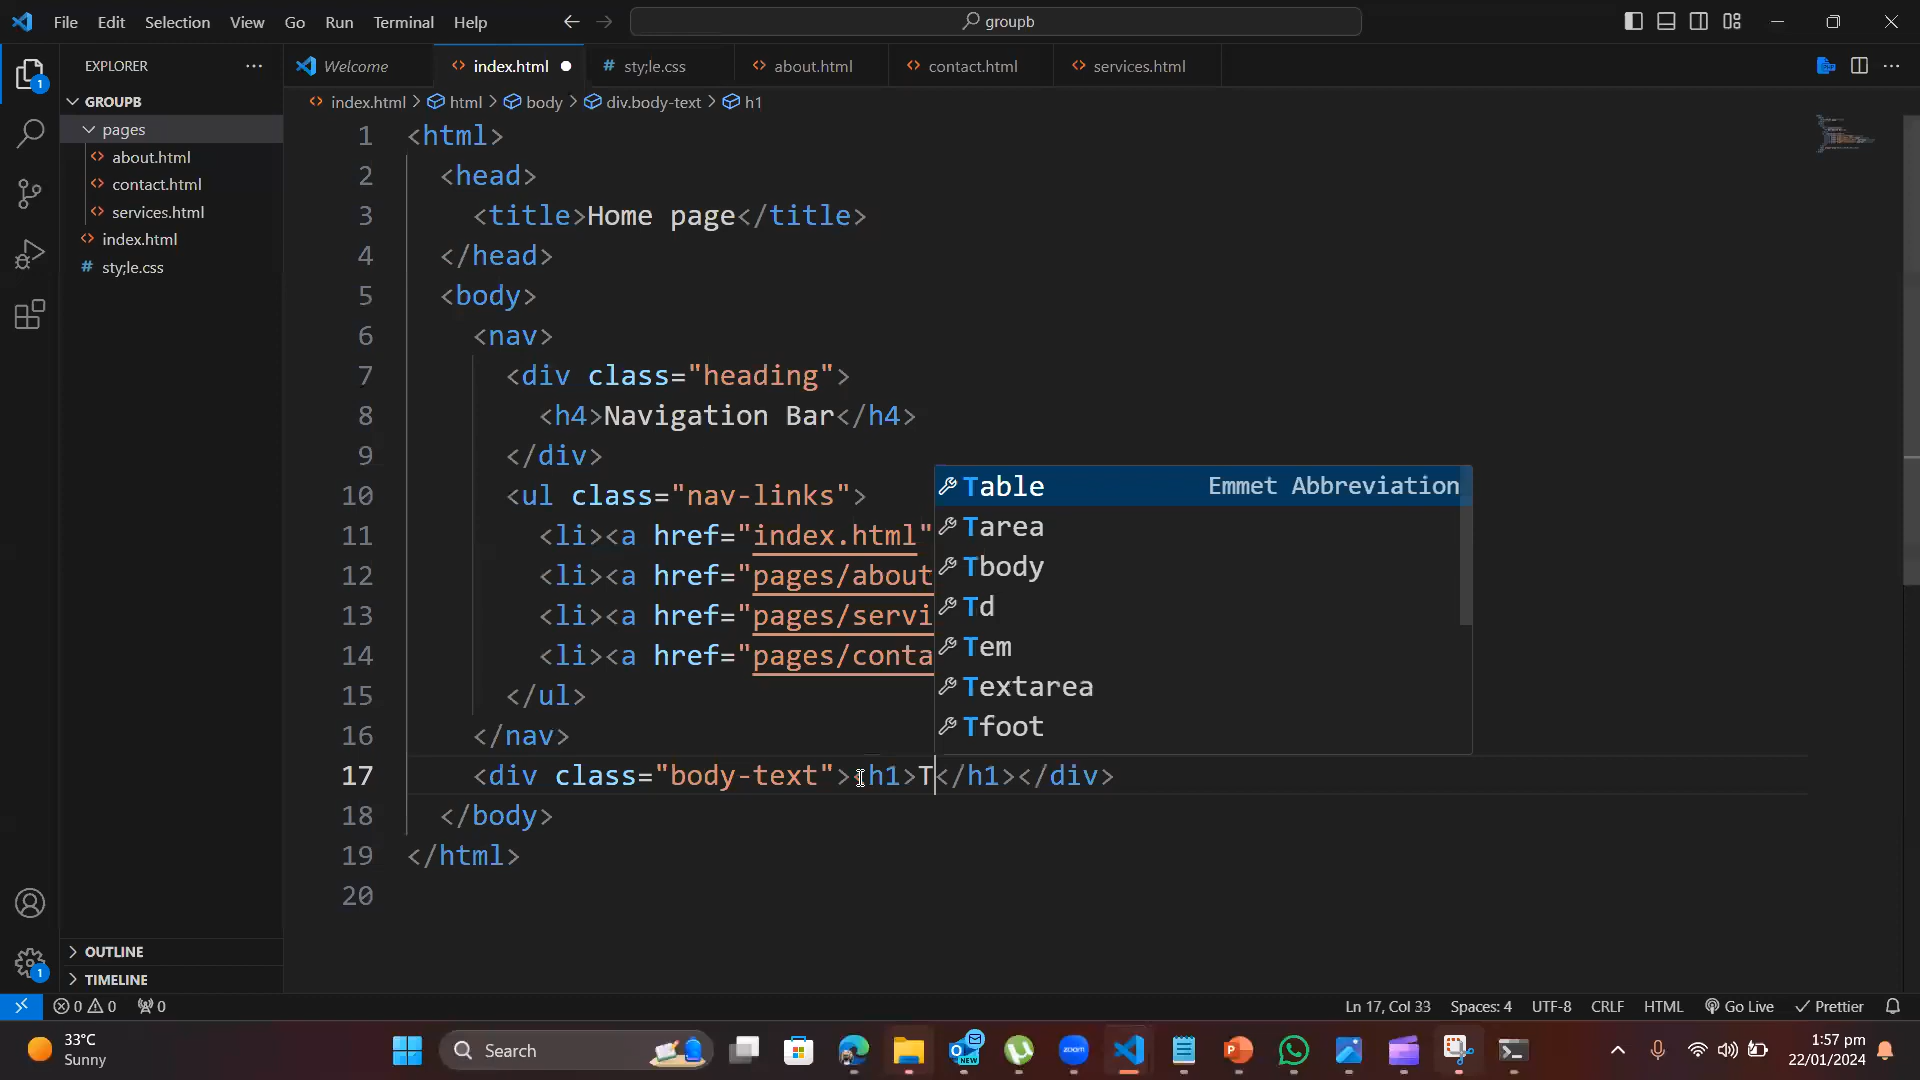 File Edit Selection View Go Run Terminal Help
groupb
EXPLORER
Welcome
index.html
# sty;le.css
about.html
contact.html
services.html
GROUPB
index.html > html > body > div.body-text > h1
pages
about.html
contact.html
services.html
index.html
# sty;le.css
1 <html>
2 <head>
3 <title>Home page</title>
4 </head>
5 <body>
6 <nav>
7 <div class="heading">
8 <h4>Navigation Bar</h4>
9 </div>
10 <ul class="nav-links">
11 <li><a href="index.html"
12 <li><a href="pages/about
13 <li><a href="pages/servi
14 <li><a href="pages/conta
15 </ul>
16 </nav>
17 <div class="body-text"><h1>T</h1></div>
18 </body>
19 </html>
20
Table Emmet Abbreviation
Tarea
Tbody
Td
Tem
Textarea
Tfoot
1
OUTLINE
1
TIMELINE
0 0 0
Ln 17, Col 33 Spaces: 4 UTF-8 CRLF HTML Go Live Prettier
33°C
Sunny
Search
NEW
zoom
1:57 pm
22/01/2024